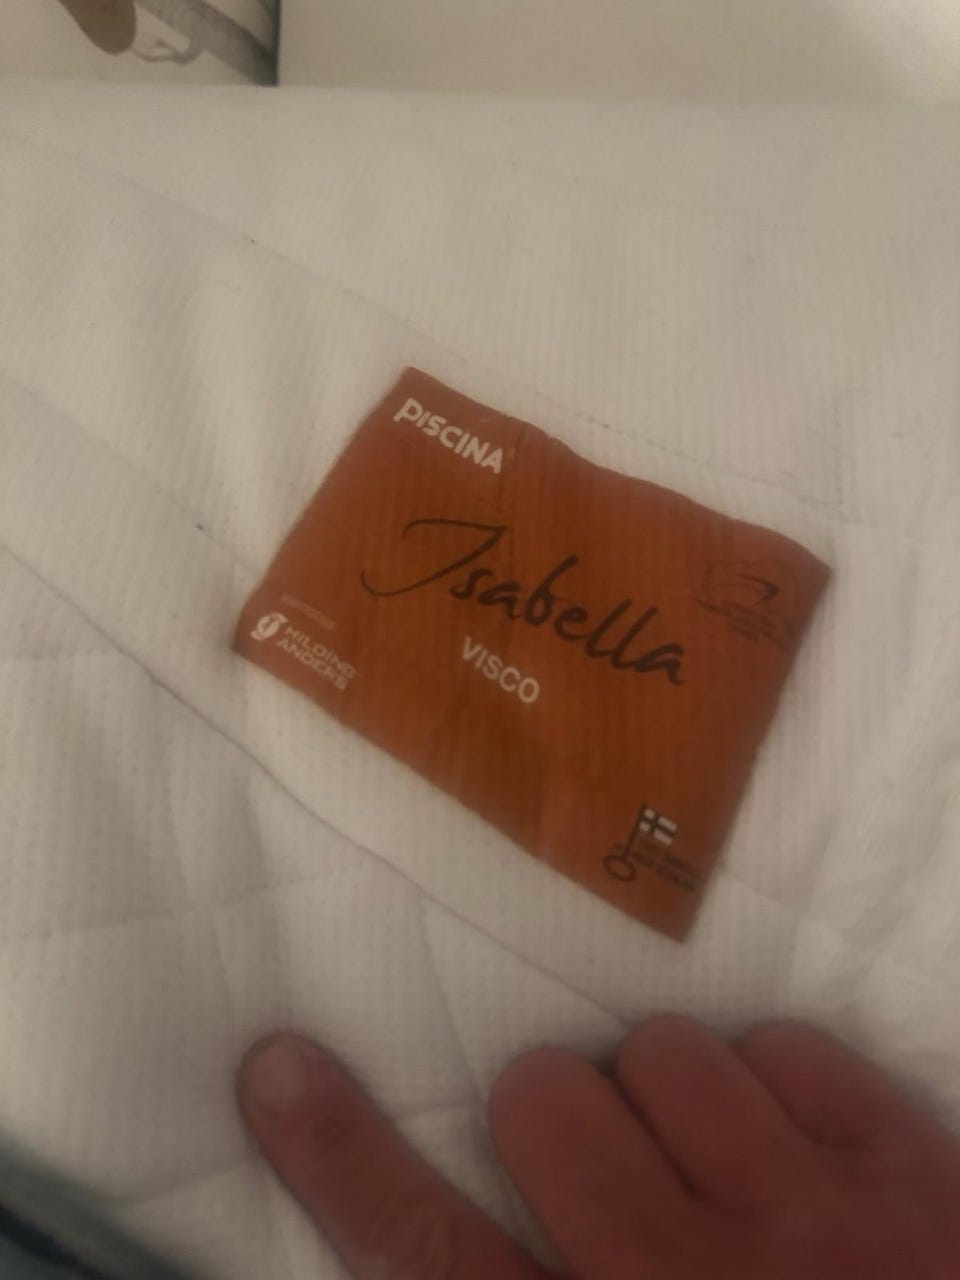 PISCINA
Isabella
VISCO
HILDING
ANDERS